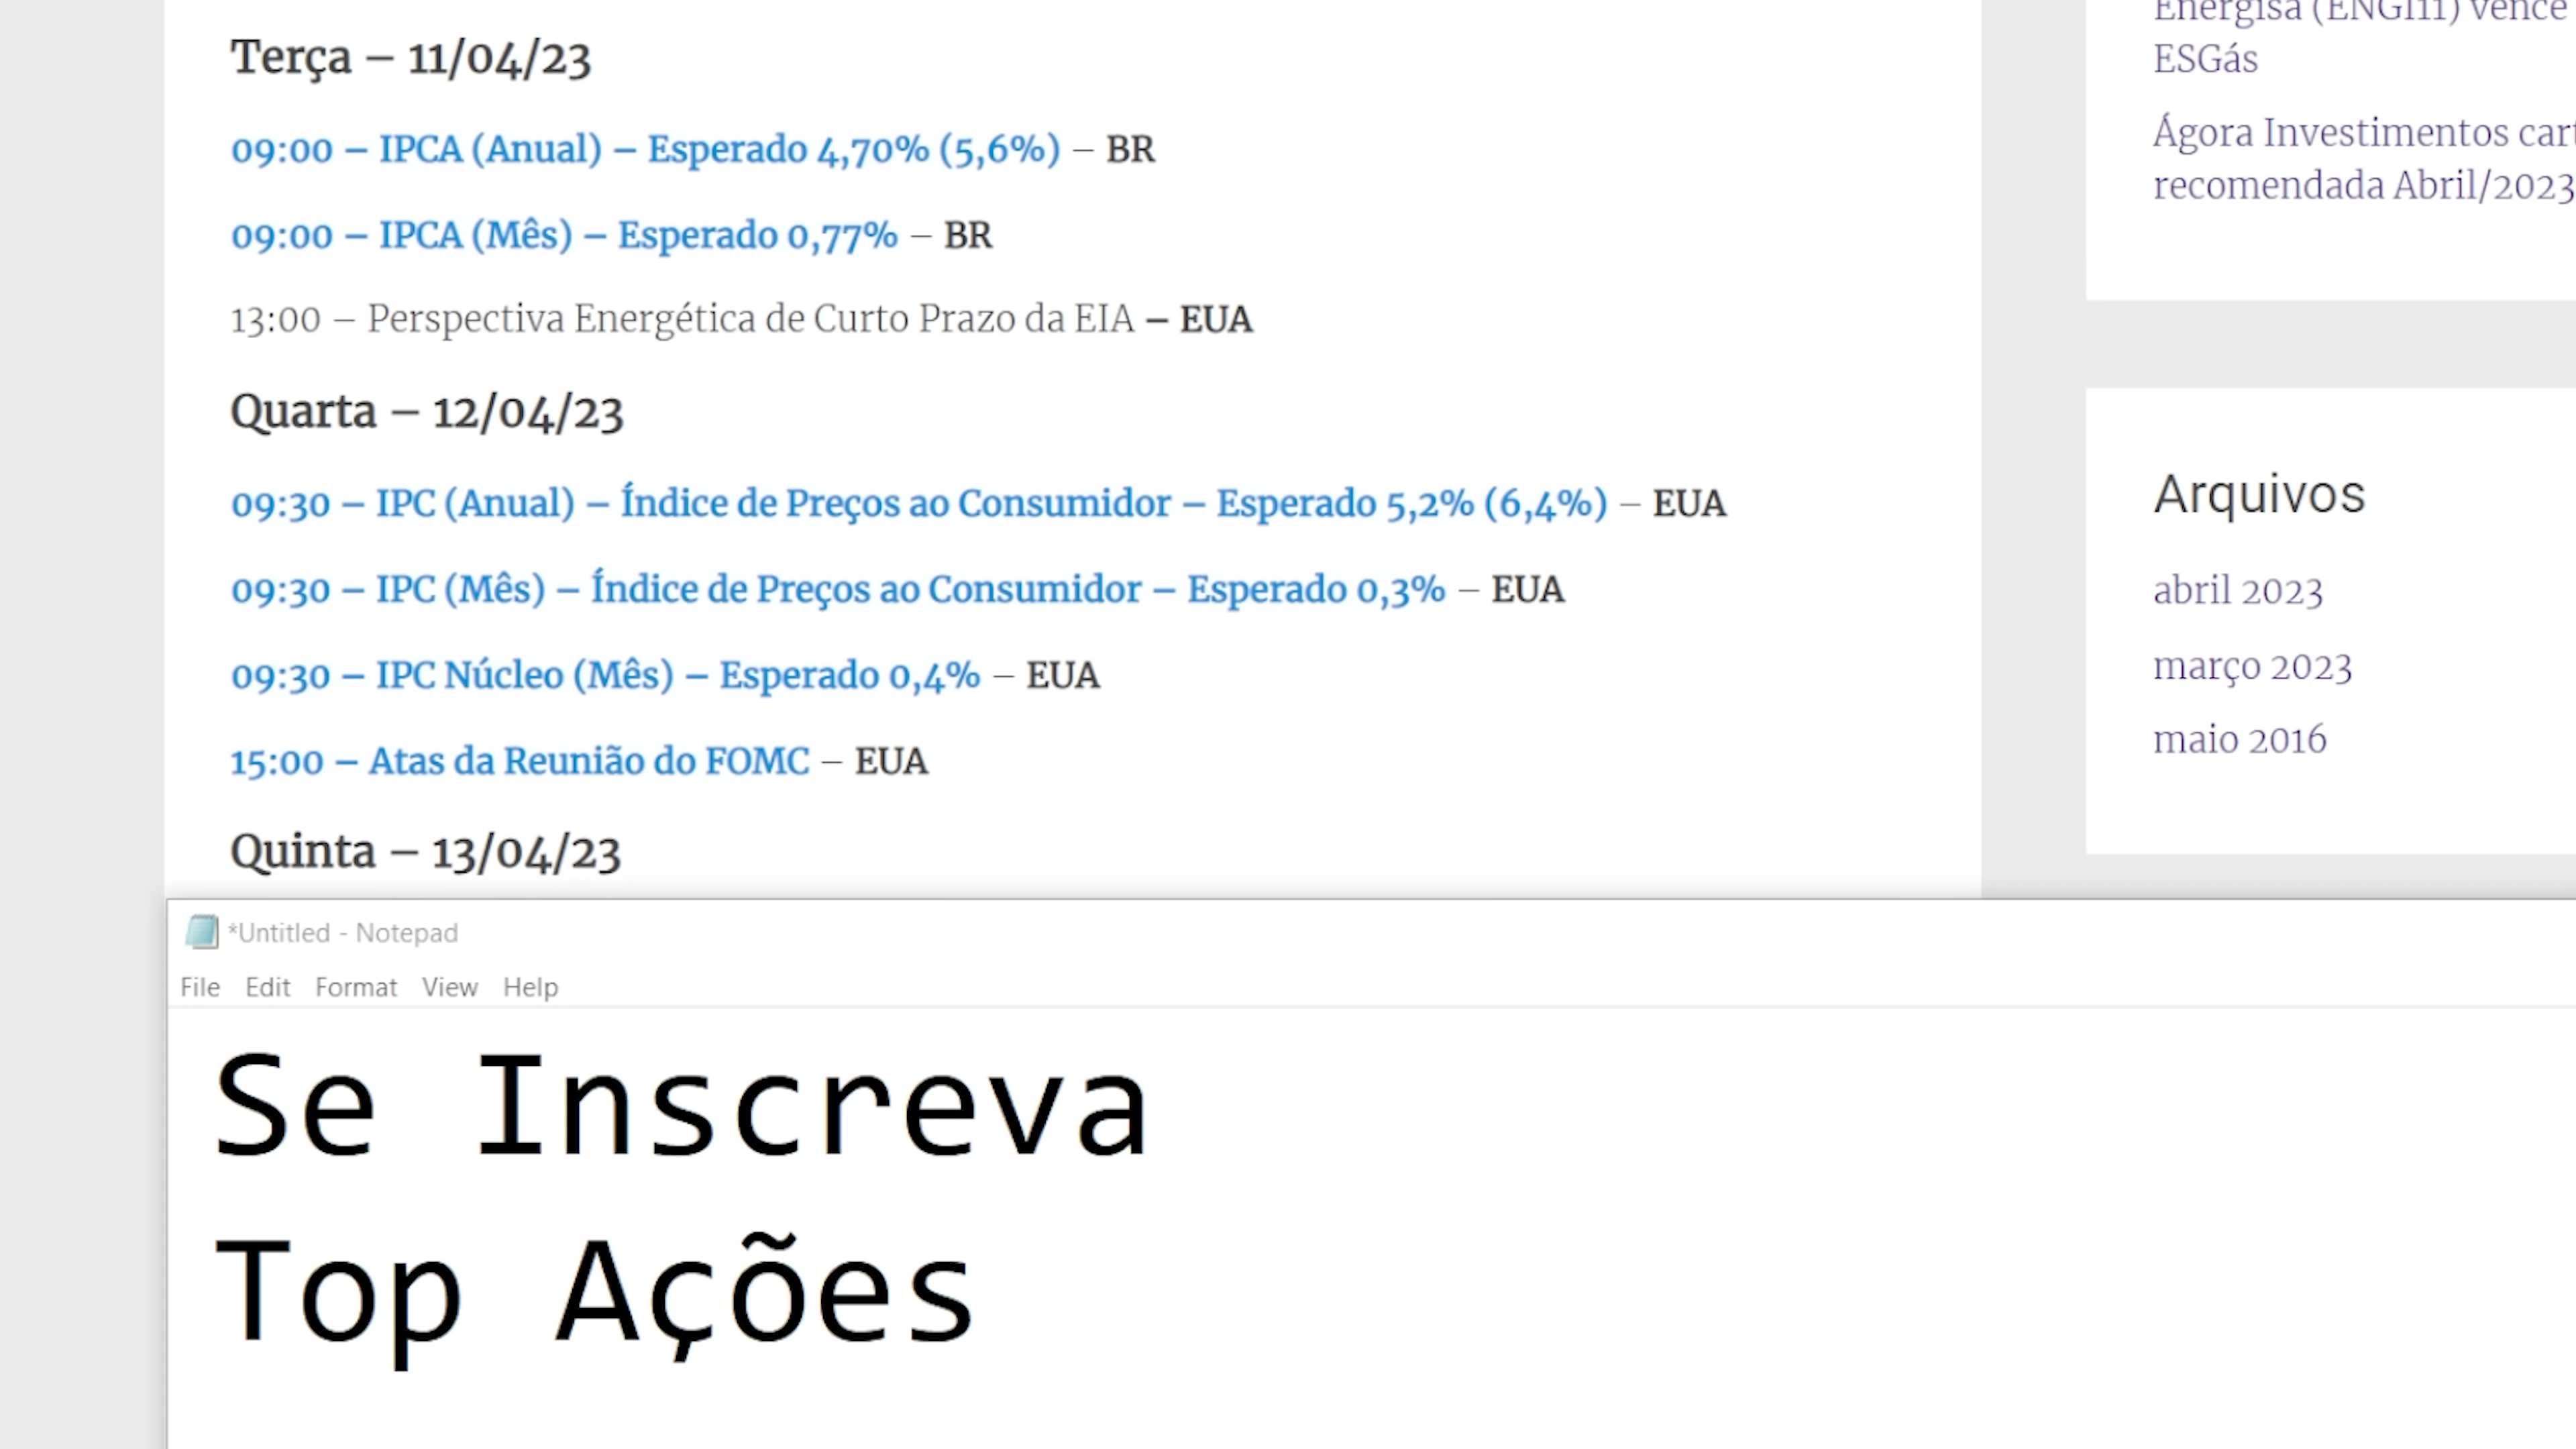 Terça – 11/04/23
09:00 – IPCA (Anual) – Esperado 4,70% (5,6%) – BR
09:00 – IPCA (Mês) – Esperado 0,77% – BR
13:00 – Perspectiva Energética de Curto Prazo da EIA – EUA
Quarta – 12/04/23
09:30 – IPC (Anual) – Índice de Preços ao Consumidor – Esperado 5,2% (6,4%) – EUA
09:30 – IPC (Mês) – Índice de Preços ao Consumidor – Esperado 0,3% – EUA
09:30 – IPC Núcleo (Mês) – Esperado 0,4% – EUA
15:00 – Atas da Reunião do FOMC – EUA
Quinta – 13/04/23
Energisa (ENGI11) vence
ESGás
Ágora Investimentos cart
recomendada Abril/2023
Arquivos
abril 2023
março 2023
maio 2016
*Untitled - Notepad
File Edit Format View Help
Se Inscreva
Top Ações